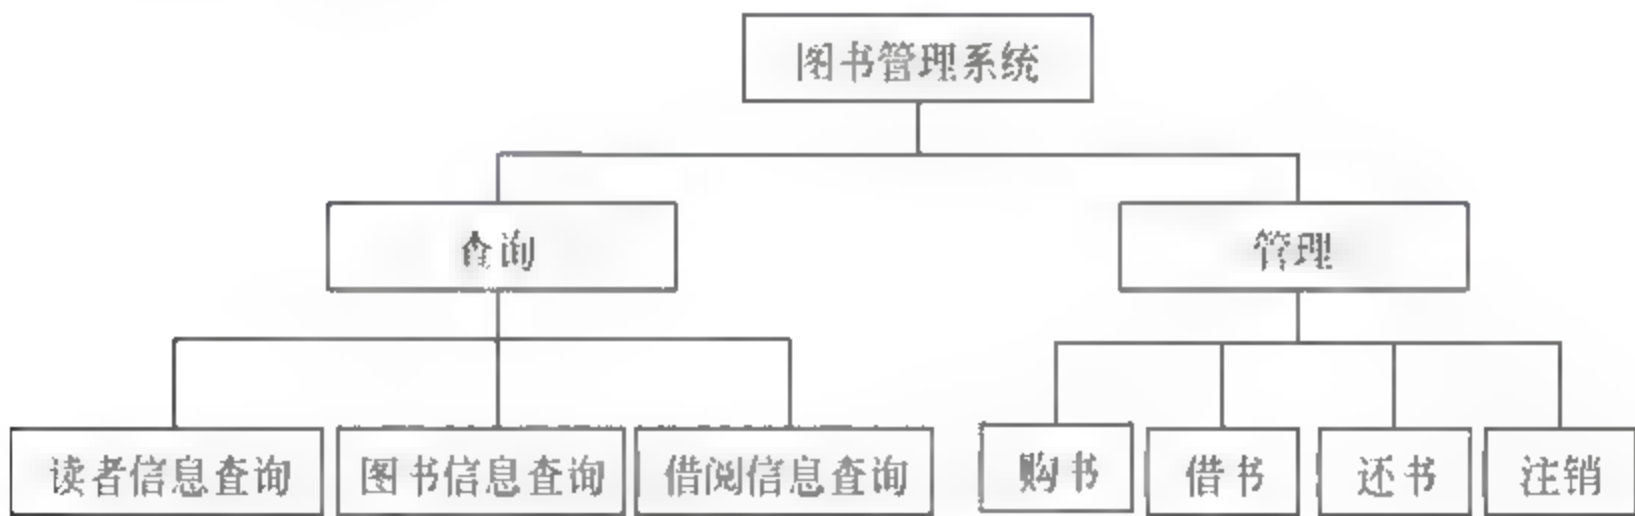 图书管理系统
查询
管理
读者信息查询
图书信息查询
借阅信息查询
购书
借书
还书
注销